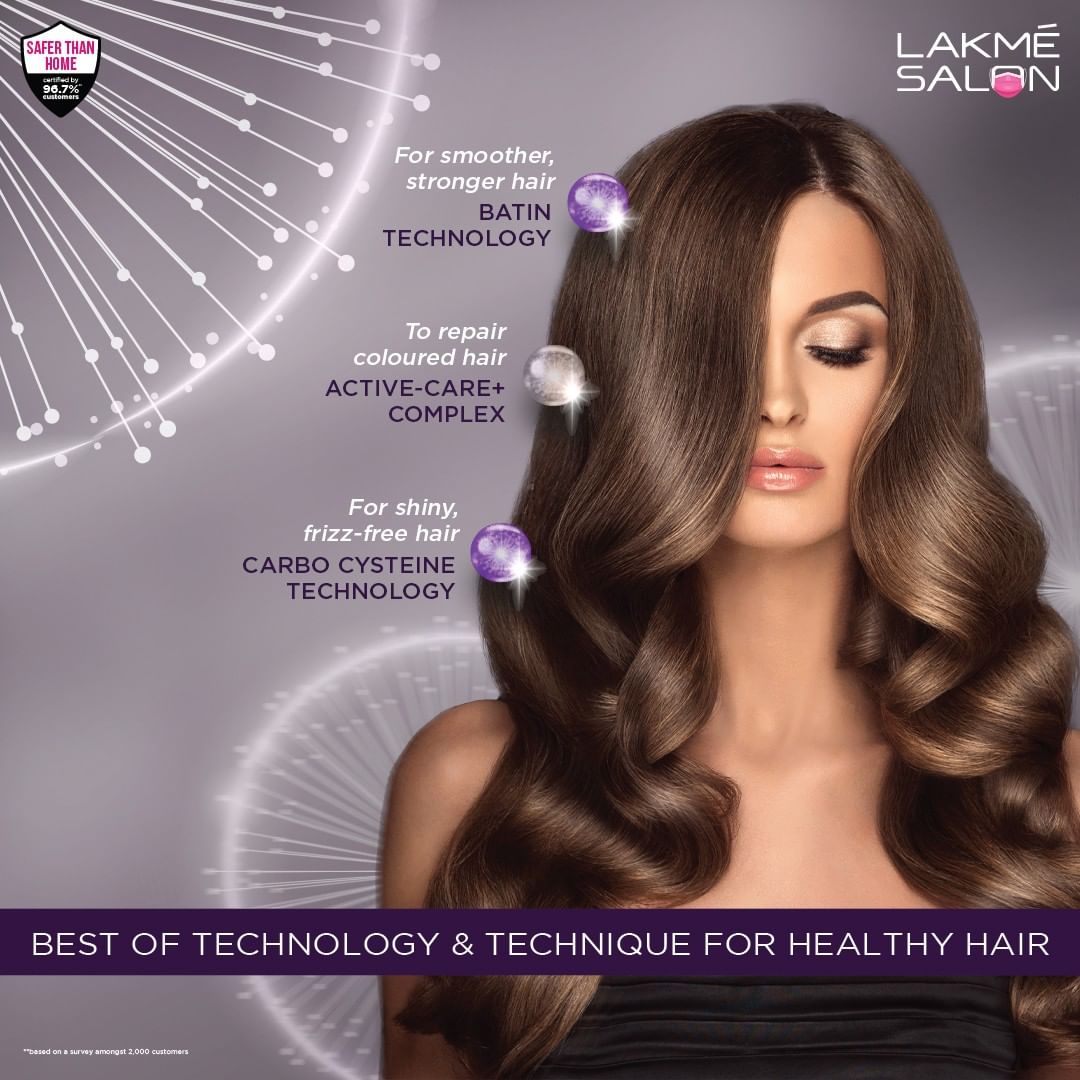 SAFER THAN
HOME
certified by
96.7%**
customers
LAKMÉ
SALON
For smoother,
stronger hair
BATIN
TECHNOLOGY
To repair
coloured hair
ACTIVE-CARE+
COMPLEX
For shiny,
frizz-free hair
CARBO CYSTEINE
TECHNOLOGY
BEST OF TECHNOLOGY & TECHNIQUE FOR HEALTHY HAIR
**based on a survey amongst 2,000 customers